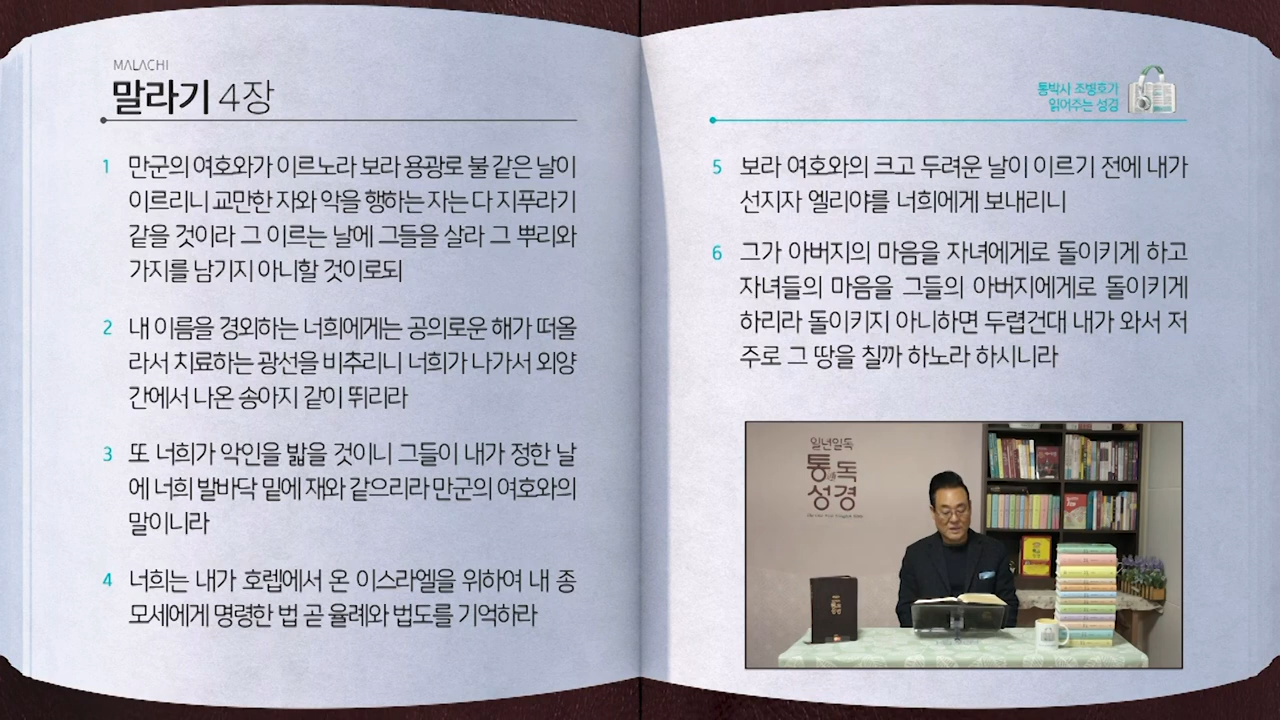 MALACHI
말라기 4장
1 만군의 여호와가 이르노라 보라 용광로 불 같은 날이
이르리니 교만한 자와 악을 행하는 자는 다 지푸라기
같을 것이라 그 이르는 날에 그들을 살라 그 뿌리와
가지를 남기지 아니할 것이로되
2 내 이름을 경외하는 너희에게는 공의로운 해가 떠올
라서 치료하는 광선을 비추리니 너희가 나가서 외양
간에서 나온 송아지 같이 뛰리라
3 또 너희가 악인을 밟을 것이니 그들이 내가 정한 날
에 너희 발바닥 밑에 재와 같으리라 만군의 여호와의
말이니라
4 너희는 내가 호렙에서 온 이스라엘을 위하여 내 종
모세에게 명령한 법 곧 율례와 법도를 기억하라
통박사 조병호가
읽어주는 성경
5 보라 여호와의 크고 두려운 날이 이르기 전에 내가
선지자 엘리야를 너희에게 보내리니
6 그가 아버지의 마음을 자녀에게로 돌이키게 하고
자녀들의 마음을 그들의 아버지에게로 돌이키게
하리라 돌이키지 아니하면 두렵건대 내가 와서 저
주로 그 땅을 칠까 하노라 하시니라
일년일독
통독
성경